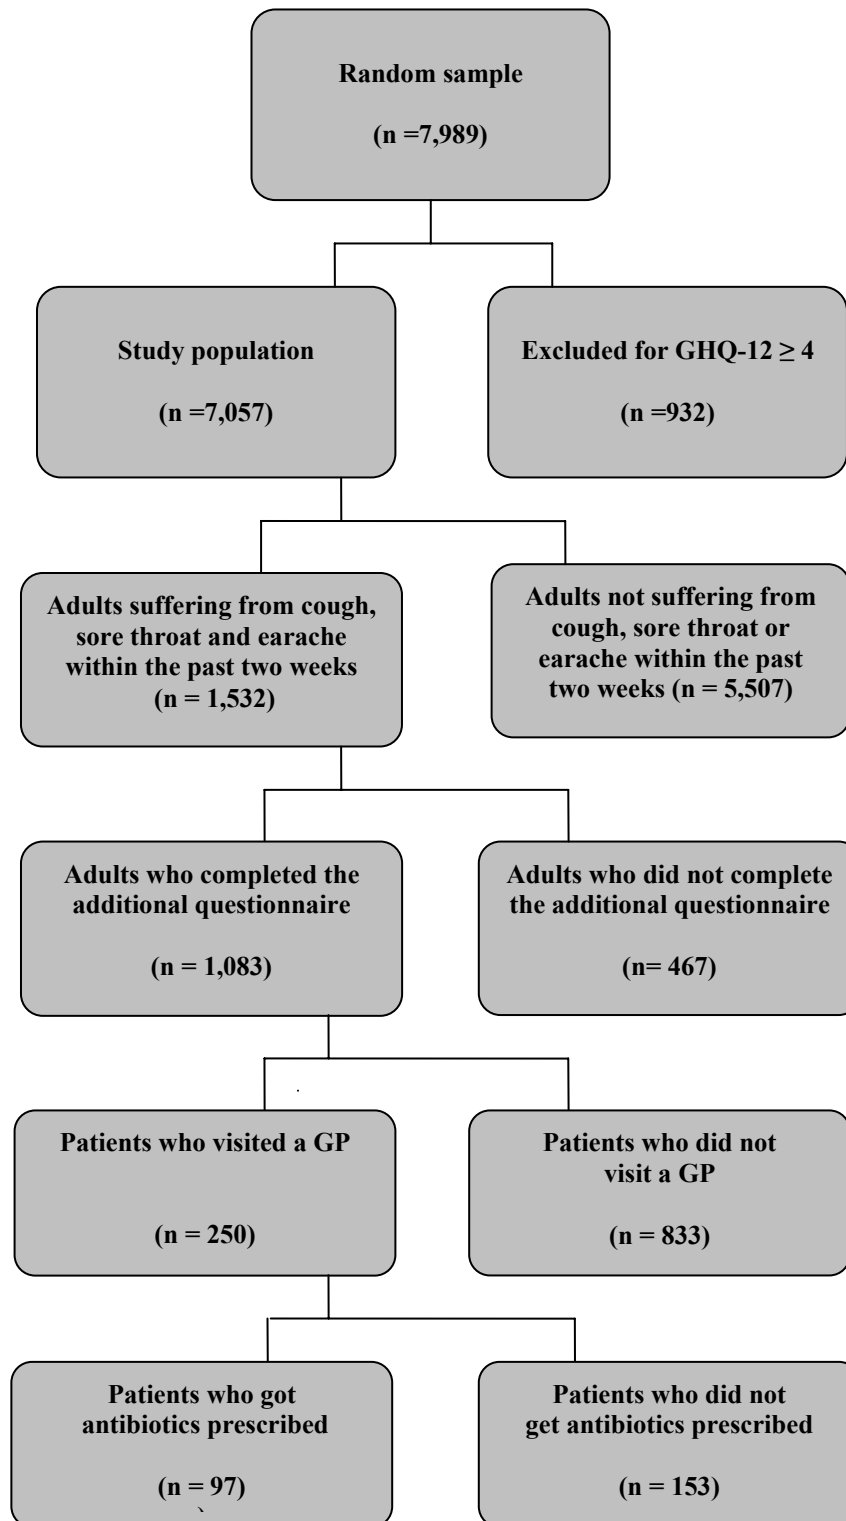 Random sample
(n =7,989)
Study population
(n =7,057)
Excluded for GHQ-12 ≥ 4
(n =932)
Adults suffering from cough,
sore throat and earache
within the past two weeks
(n = 1,532)
Adults not suffering from
cough, sore throat or
earache within the past
two weeks (n = 5,507)
Adults who completed the
additional questionnaire
(n = 1,083)
Adults who did not complete
the additional questionnaire
(n= 467)
Patients who visited a GP
(n = 250)
Patients who did not
visit a GP
(n = 833)
Patients who got
antibiotics prescribed
(n = 97)
Patients who did not
get antibiotics prescribed
(n = 153)